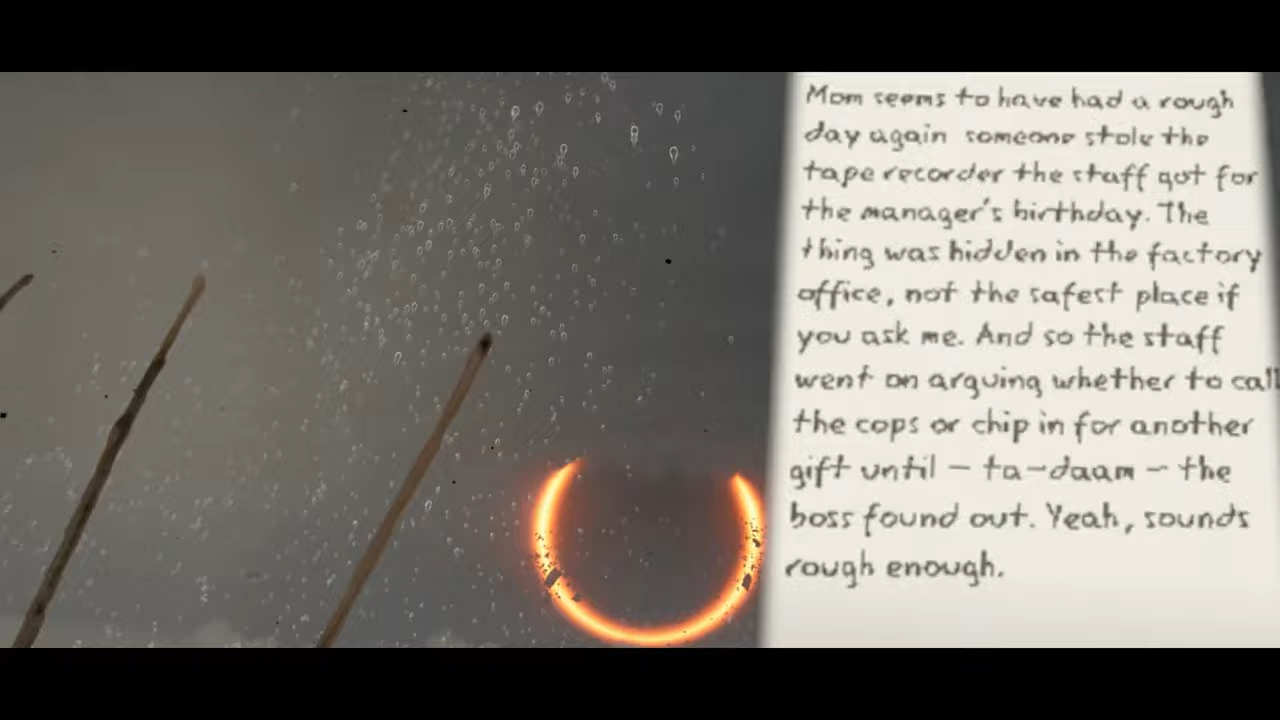 Mom seems to have had a rough
day again someone stole the
tape recorder the staff got for
the manager's birthday. The
thing was hidden in the factory
office, not the safest place if
you ask me. And so the staff
went on arguing whether to call
the cops or chip in for another
gift until - ta-daam - the
boss found out. Yeah, sounds
rough enough.